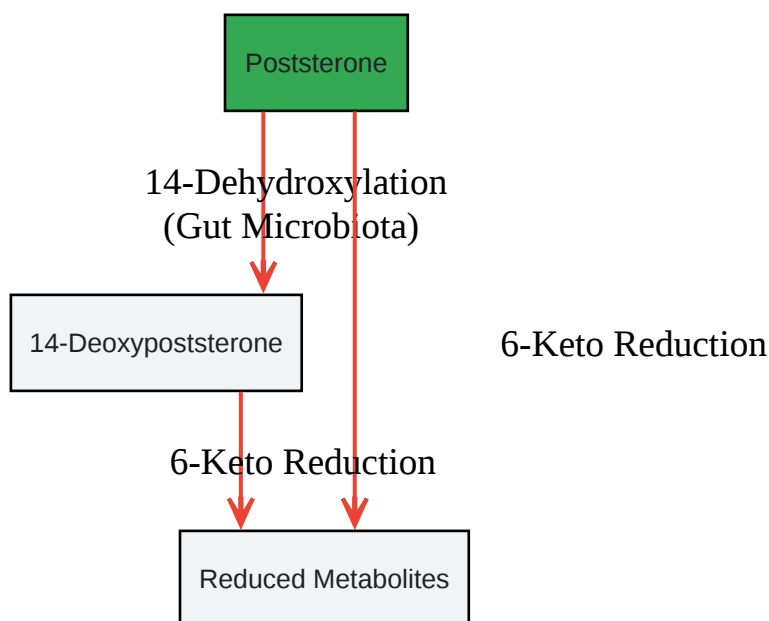 Poststerone
14-Dehydroxylation
(Gut Microbiota)
14-Deoxypoststerone
6-Keto Reduction
6-Keto Reduction
Reduced Metabolites